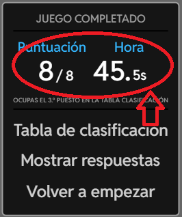 JUEGO COMPLETADO
Puntuación Hora
8/8 45.5s
OCUPAS EL 3.º PUESTO EN LA TABLA CLASIFICACIÓN
Tabla de clasificación
Mostrar respuestas
Volver a empezar